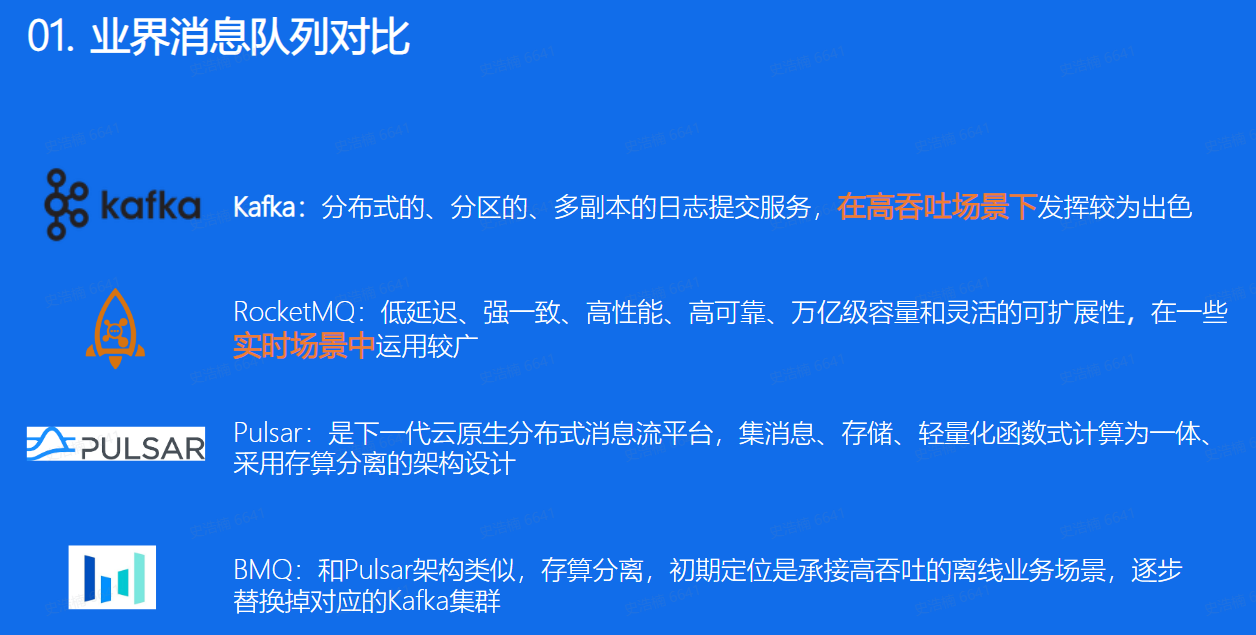 01. 业界消息队列对比
kafka
Kafka：分布式的、分区的、多副本的日志提交服务，在高吞吐场景下发挥较为出色
RocketMQ：低延迟、强一致、高性能、高可靠、万亿级容量和灵活的可扩展性，在一些
实时场景中运用较广
PULSAR
Pulsar：是下一代云原生分布式消息流平台，集消息、存储、轻量化函数式计算为一体、
采用存算分离的架构设计
BMQ：和Pulsar架构类似，存算分离，初期定位是承接高吞吐的离线业务场景，逐步
替换掉对应的Kafka集群